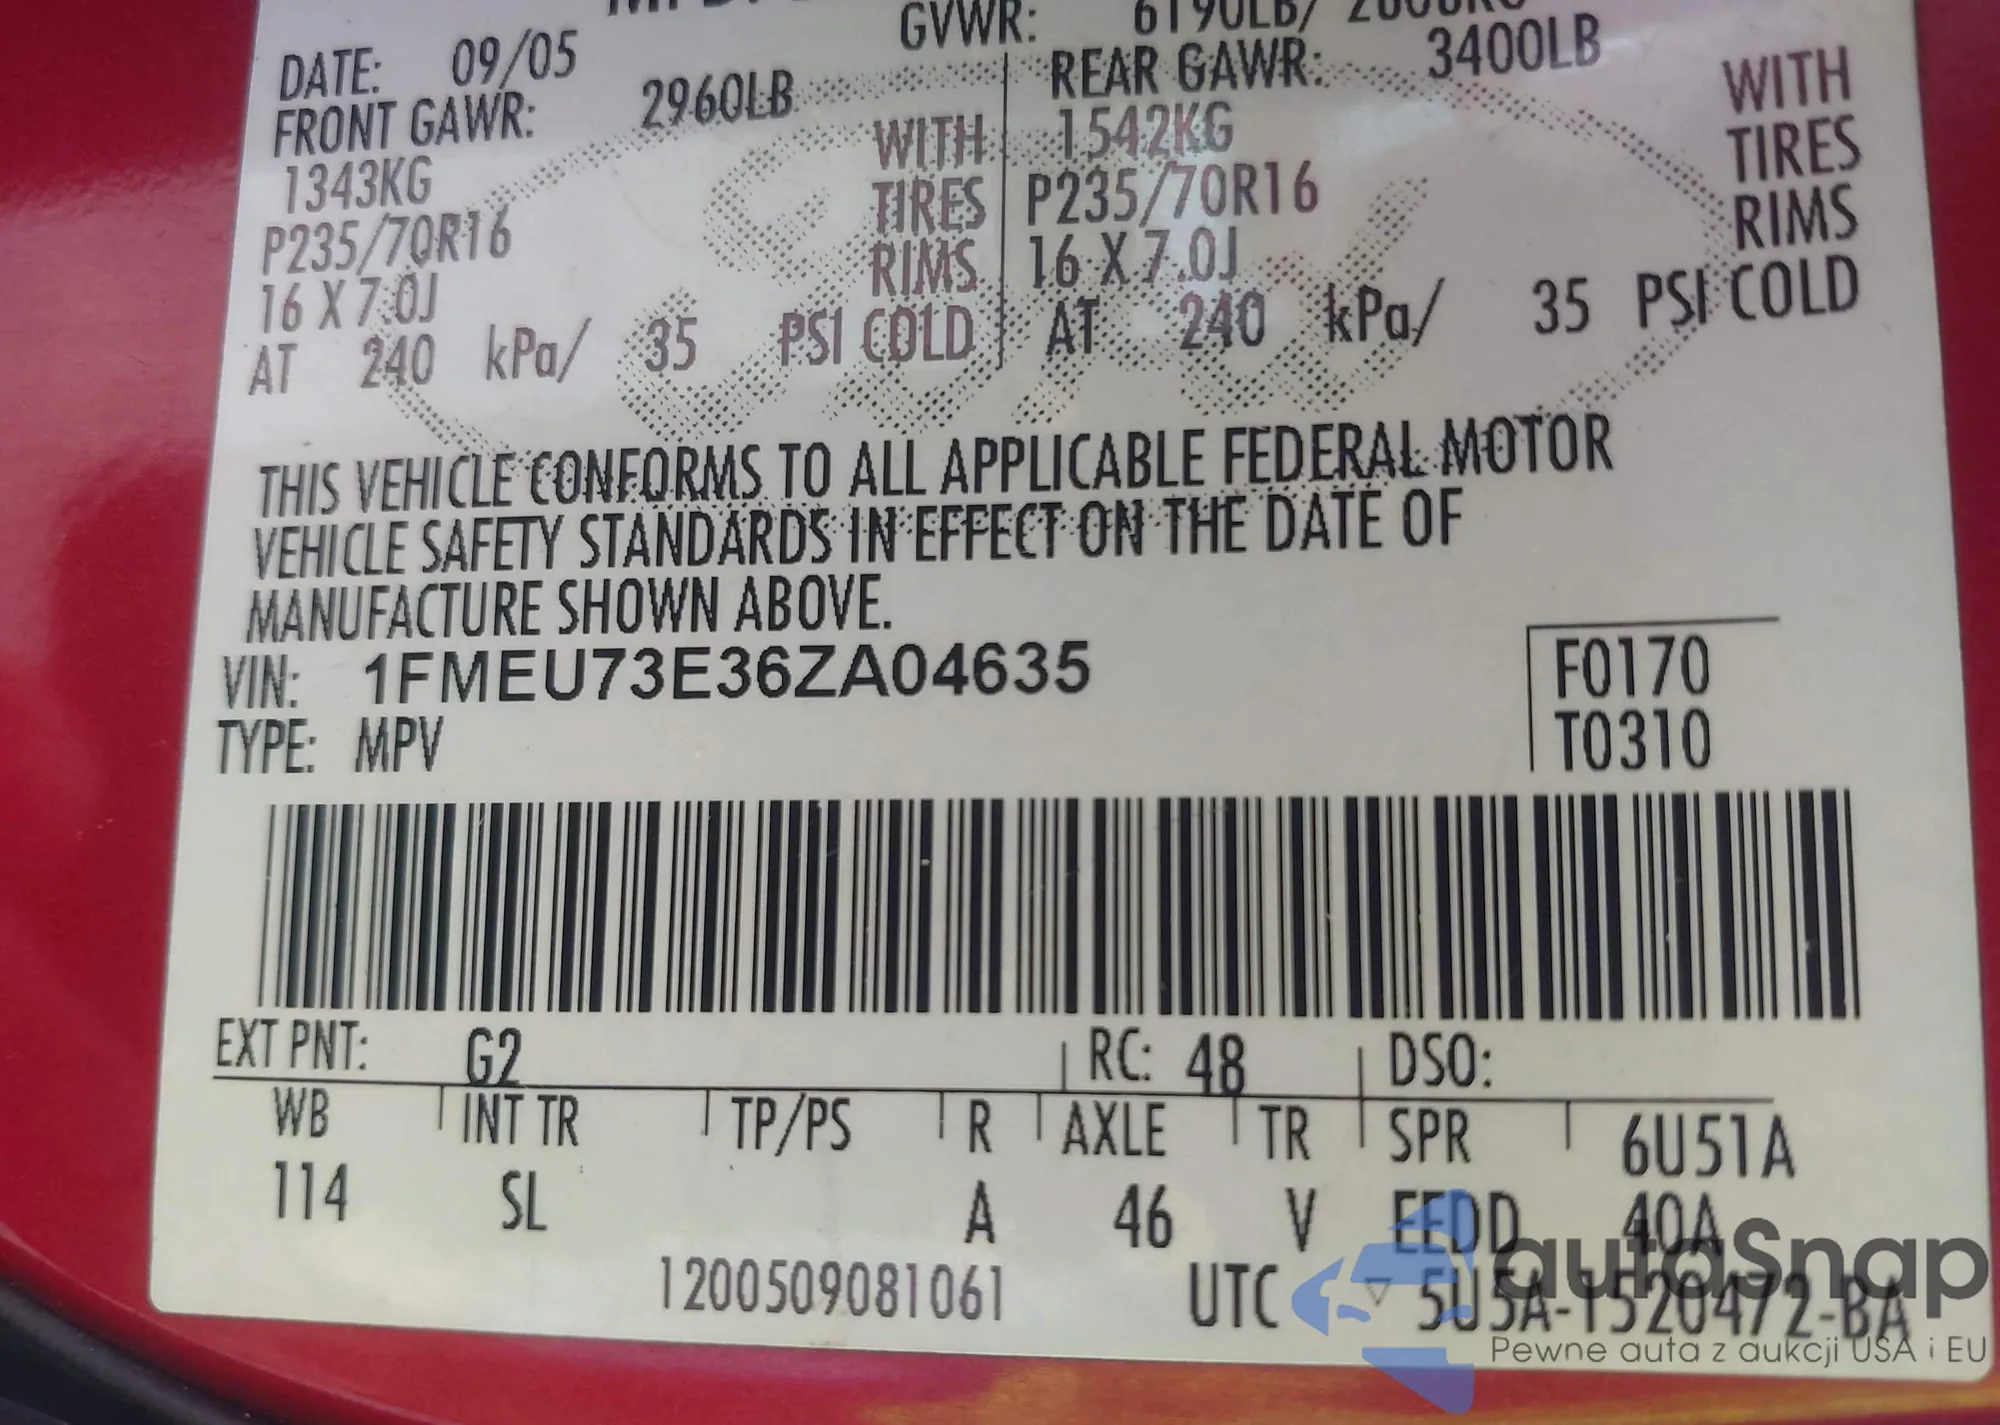 GVWR: 6190LB/
DATE: 09/05
FRONT GAWR: 2960LB
1343KG WITH
P235/70R16 TIRES
16 X 7.0J RIMS
AT 240 kPa/ 35 PSI COLD
REAR GAWR: 3400LB
1542KG WITH
P235/70R16 TIRES
16 X 7.0J RIMS
AT 240 kPa/ 35 PSI COLD
THIS VEHICLE CONFORMS TO ALL APPLICABLE FEDERAL MOTOR
VEHICLE SAFETY STANDARDS IN EFFECT ON THE DATE OF
MANUFACTURE SHOWN ABOVE.
VIN: 1FMEU73E36ZA04635
TYPE: MPV
F0170
T0310
EXT PNT: G2 RC: 48 DSO:
WB INT TR TP/PS R AXLE TR SPR 6U51A
114 SL A 46 V EEDD 40A
1200509081061 UTC ▽ 5U5A-1520472-BA
autoSnap
Pewne auta z aukcji USA i EU